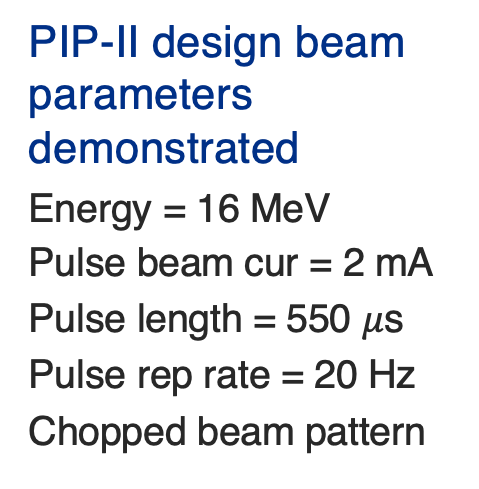 PIP-II design beam
parameters
demonstrated
Energy = 16 MeV
Pulse beam cur = 2 mA
Pulse length = 550 μs
Pulse rep rate = 20 Hz
Chopped beam pattern